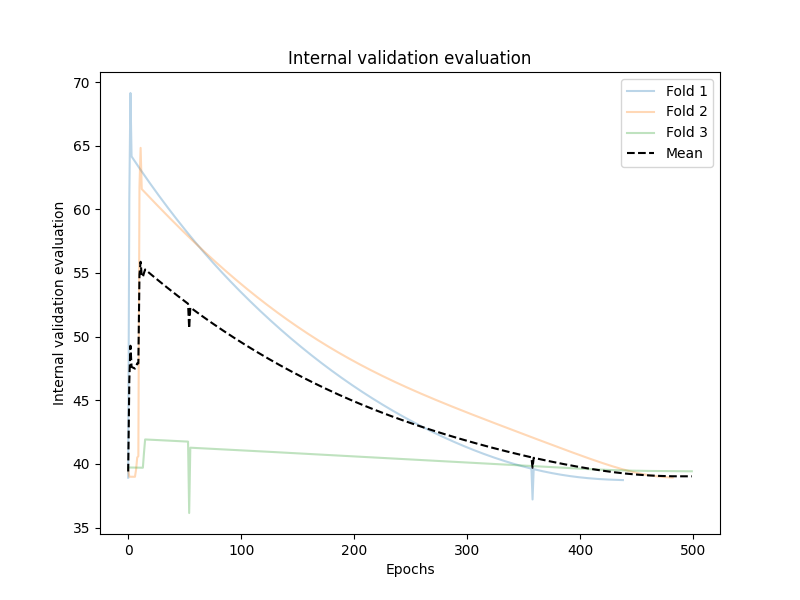 Internal validation evaluation
Fold 1
Fold 2
Fold 3
Mean
Internal validation evaluation
70
65
60
55
50
45
40
35
0 100 200 300 400 500
Epochs